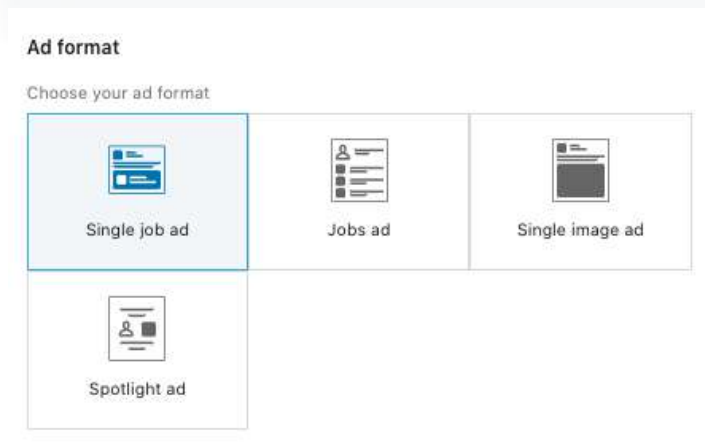 Ad format
Choose your ad format
Single job ad
Jobs ad
Single image ad
Spotlight ad